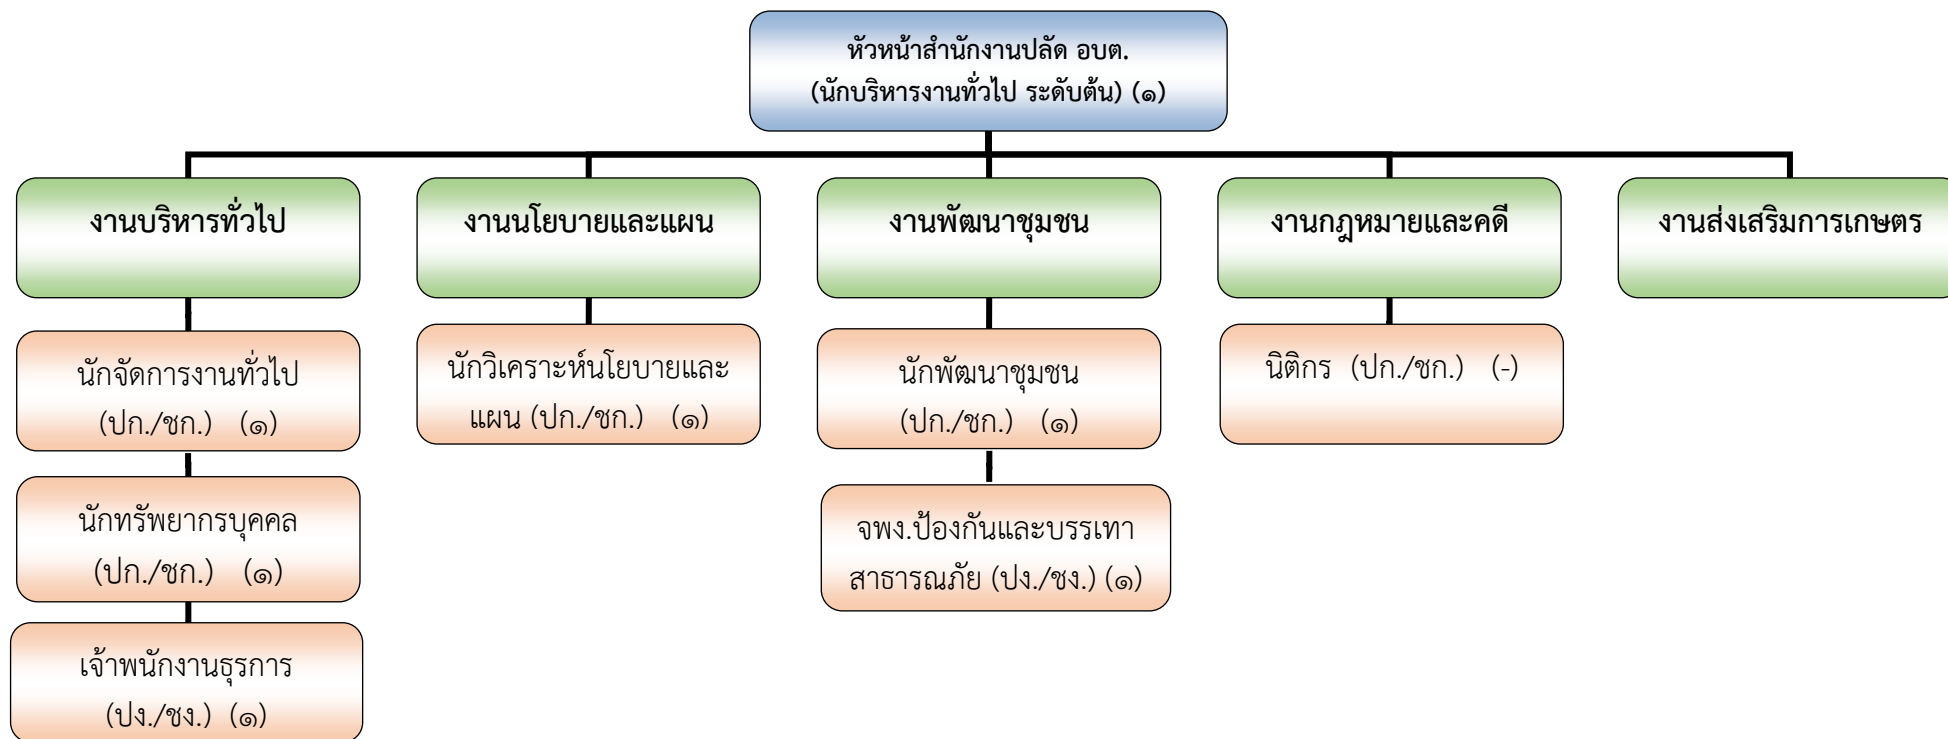 หัวหน้าสำนักงานปลัด อบต.
(นักบริหารงานทั่วไป ระดับต้น) (๑)
งานบริหารทั่วไป
งานนโยบายและแผน
งานพัฒนาชุมชน
งานกฎหมายและคดี
งานส่งเสริมการเกษตร
นักจัดการงานทั่วไป
(ปก./ชก.) (๑)
นักวิเคราะห์นโยบายและ
แผน (ปก./ชก.) (๑)
นักพัฒนาชุมชน
(ปก./ชก.) (๑)
นิติกร (ปก./ชก.) (-)
นักทรัพยากรบุคคล
(ปก./ชก.) (๑)
จพง.ป้องกันและบรรเทา
สาธารณภัย (ปง./ชง.) (๑)
เจ้าพนักงานธุรการ
(ปง./ชง.) (๑)